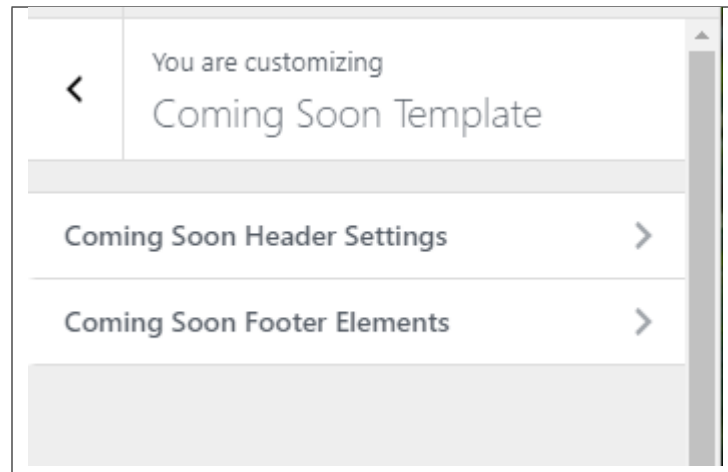 You are customizing
Coming Soon Template
Coming Soon Header Settings
Coming Soon Footer Elements